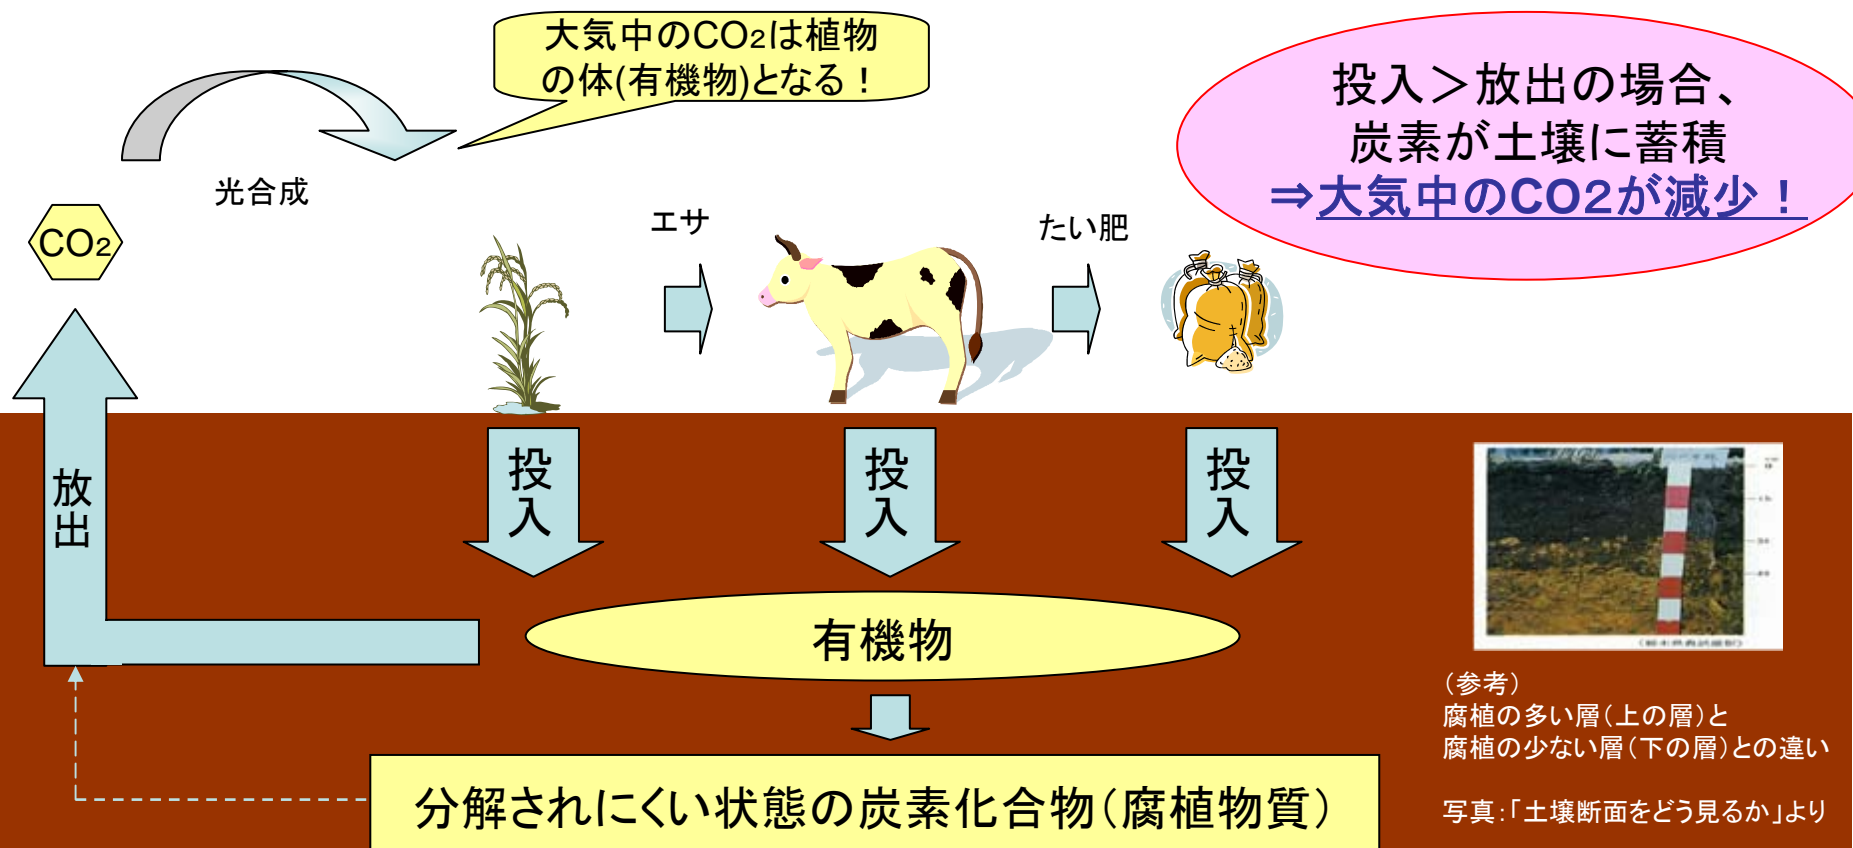 大気中のCO₂は植物
の体(有機物)となる！
投入＞放出の場合、
炭素が土壌に蓄積
⇒大気中のCO2が減少！
光合成
CO₂
エサ
たい肥
放出
投入
投入
投入
有機物
分解されにくい状態の炭素化合物（腐植物質）
（参考）
腐植の多い層（上の層）と
腐植の少ない層（下の層）との違い
写真：「土壌断面をどう見るか」より